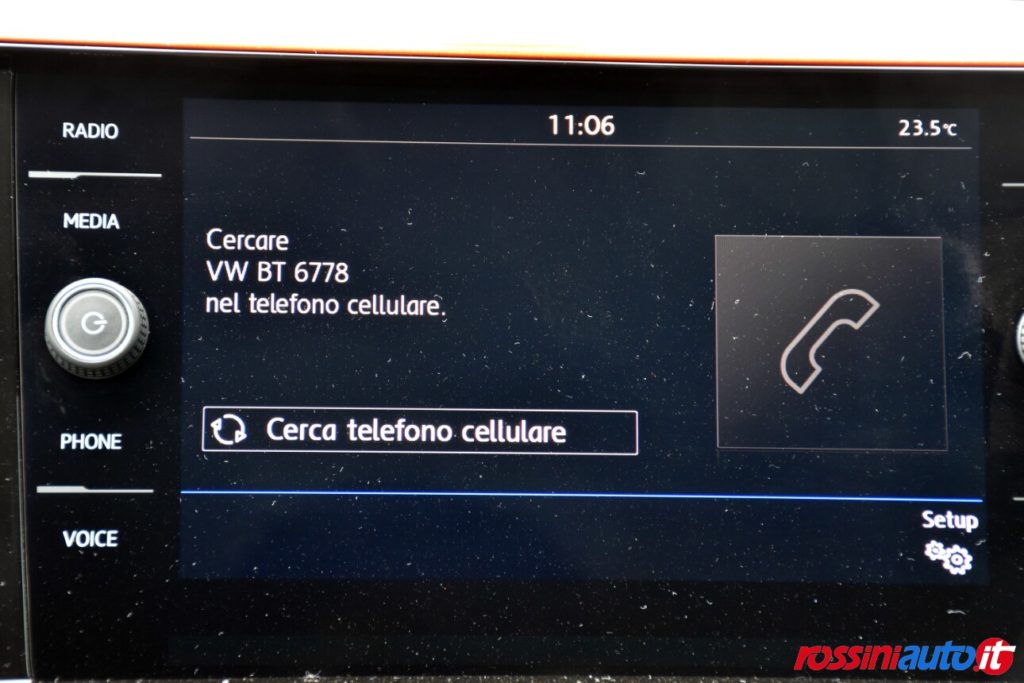 RADIO
MEDIA
PHONE
VOICE
11:06
23.5°C
Cercare
VW BT 6778
nel telefono cellulare.
Cerca telefono cellulare
Setup
rossiniauto.it